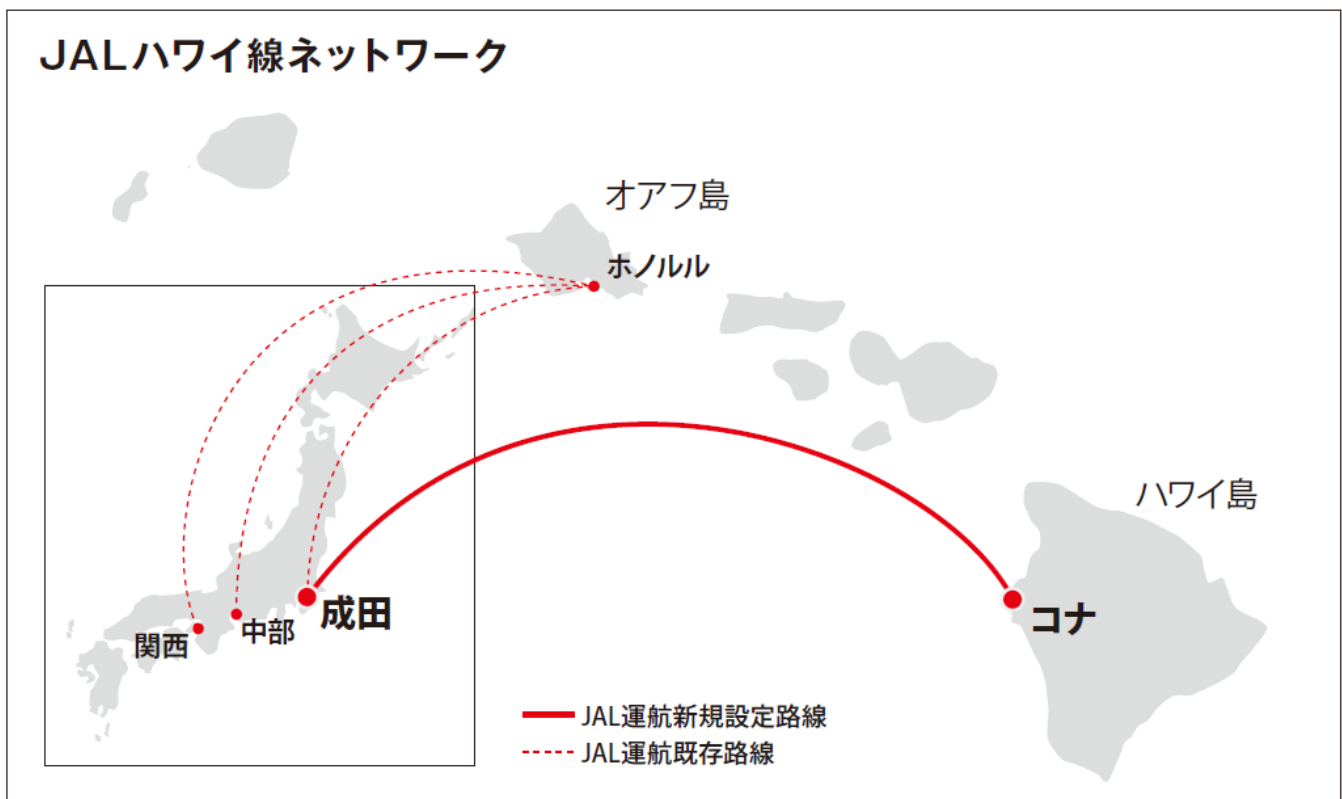 JALハワイ線ネットワーク
オアフ島
ホノルル
ハワイ島
成田
コナ
中部
関西
JAL運航新規設定路線
JAL運航既存路線